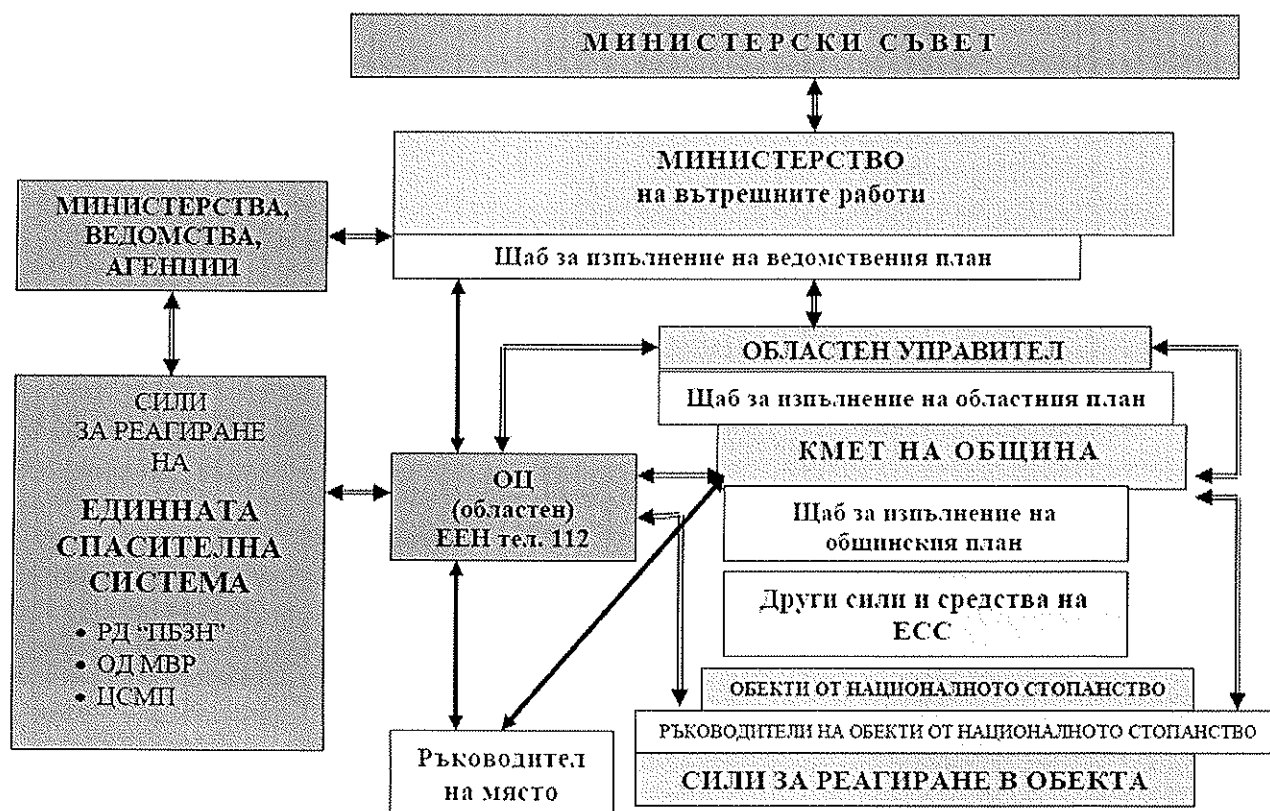 МИНИСТЕРСКИ СЪВЕТ
МИНИСТЕРСТВО
на вътрешните работи
Щаб за изпълнение на ведомствения план
МИНИСТЕРСТВА,
ВЕДОМСТВА,
АГЕНЦИИ
ОБЛАСТЕН УПРАВИТЕЛ
Щаб за изпълнение на областния план
КМЕТ НА ОБЩИНА
Щаб за изпълнение на
общинския план
Други сили и средства на
ЕСС
СИЛИ
ЗА РЕАГИРАНЕ
НА
ЕДИННАТА
СПАСИТЕЛНА
СИСТЕМА
• РД “ПБЗН”
• ОД МВР
• ЦСМП
ОЦ
(областен)
ЕЕН тел. 112
ОБЕКТИ ОТ НАЦИОНАЛНОТО СТОПАНСТВО
РЪКОВОДИТЕЛИ НА ОБЕКТИ ОТ НАЦИОНАЛНОТО СТОПАНСТВО
СИЛИ ЗА РЕАГИРАНЕ В ОБЕКТА
Ръководител
на място